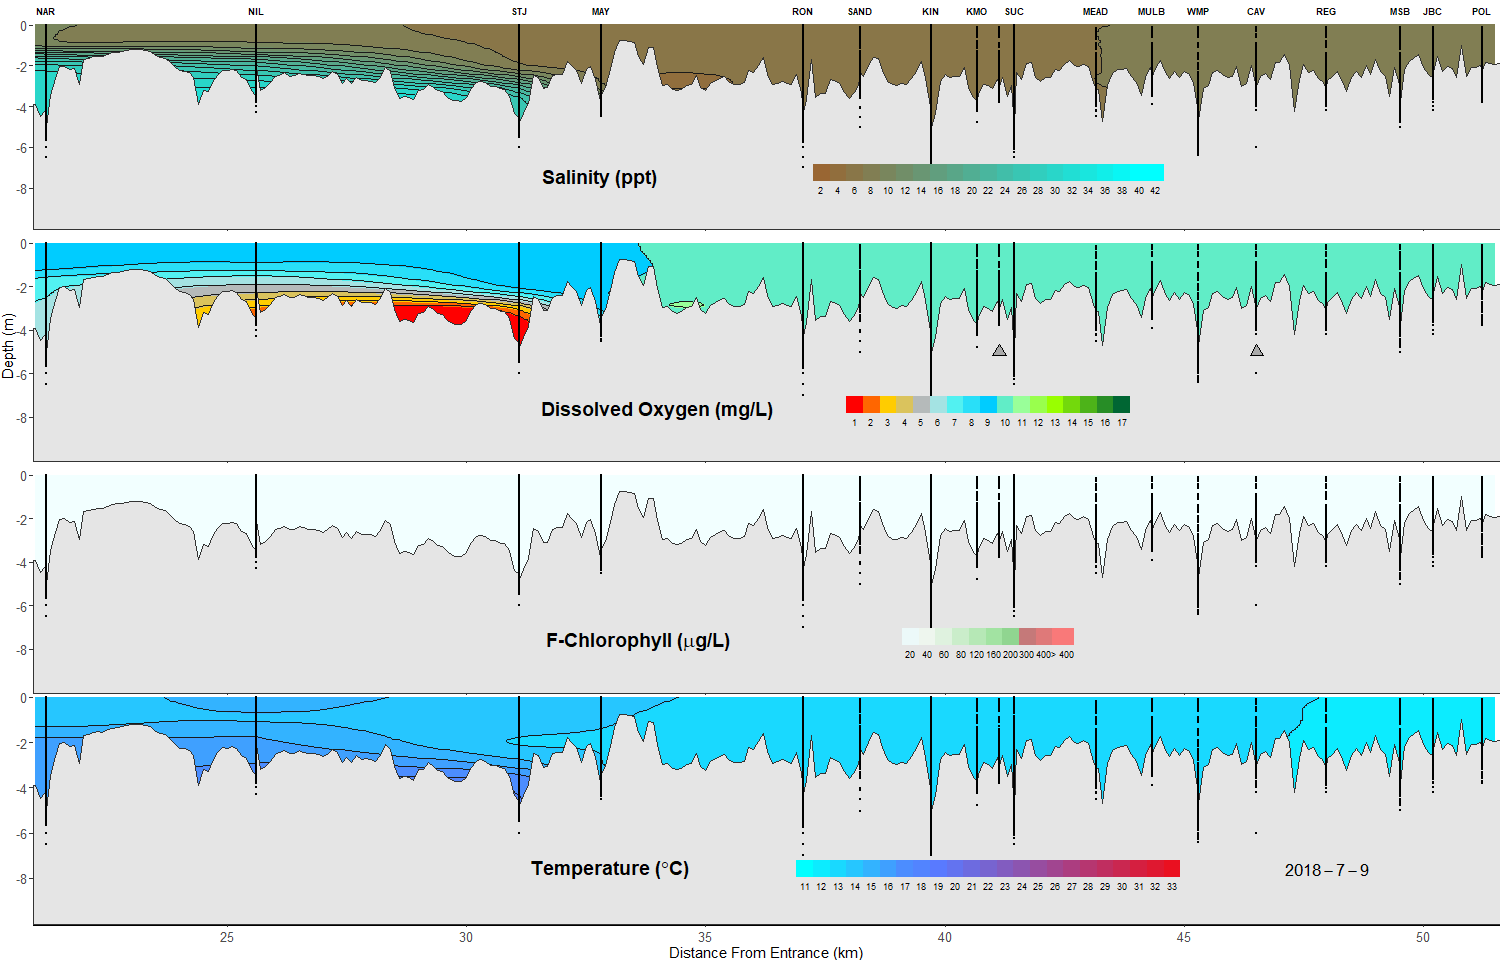 NAR NIL STJ MAY RON SAND KIN KMO SUC MEAD MULB WMP CAV REG MSB JBC POL
0
-2
-4
-6
-8
Salinity (ppt)
2 4 6 8 10 12 14 16 18 20 22 24 26 28 30 32 34 36 38 40 42
0
-2
-4
-6
-8
Depth (m)
Dissolved Oxygen (mg/L)
1 2 3 4 5 6 7 8 9 10 11 12 13 14 15 16 17
0
-2
-4
-6
-8
F-Chlorophyll (µg/L)
20 40 60 80 120 160 200 300 400> 400
0
-2
-4
-6
-8
Temperature (°C)
11 12 13 14 15 16 17 18 19 20 21 22 23 24 25 26 27 28 29 30 31 32 33
2018 – 7 – 9
25 30 35 40 45 50
Distance From Entrance (km)